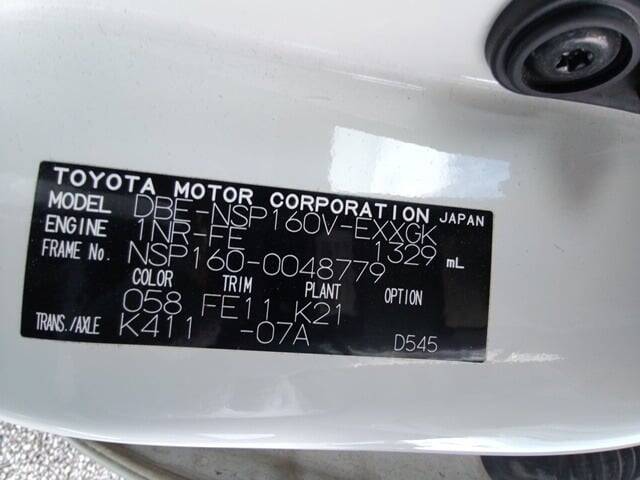 TOYOTA MOTOR CORPORATION JAPAN
MODEL DBE-NSP160V-EXXGK
ENGINE 1NR-FE 1329 mL
FRAME No. NSP160-0048779
COLOR TRIM PLANT OPTION
058 FE11 K21
TRANS./AXLE K411 -07A D545